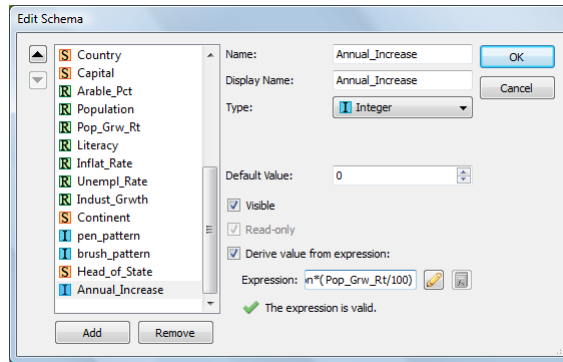 Edit Schema
S Country
S Capital
R Arable_Pct
R Population
R Pop_Grw_Rt
R Literacy
R Inflat_Rate
R Unempl_Rate
R Indust_Grwth
S Continent
I pen_pattern
I brush_pattern
S Head_of_State
I Annual_Increase
Add Remove
Name: Annual_Increase
Display Name: Annual_Increase
Type: I Integer
Default Value: 0
Visible
Read-only
Derive value from expression:
Expression: n*( Pop_Grw_Rt/100)
The expression is valid.
OK
Cancel